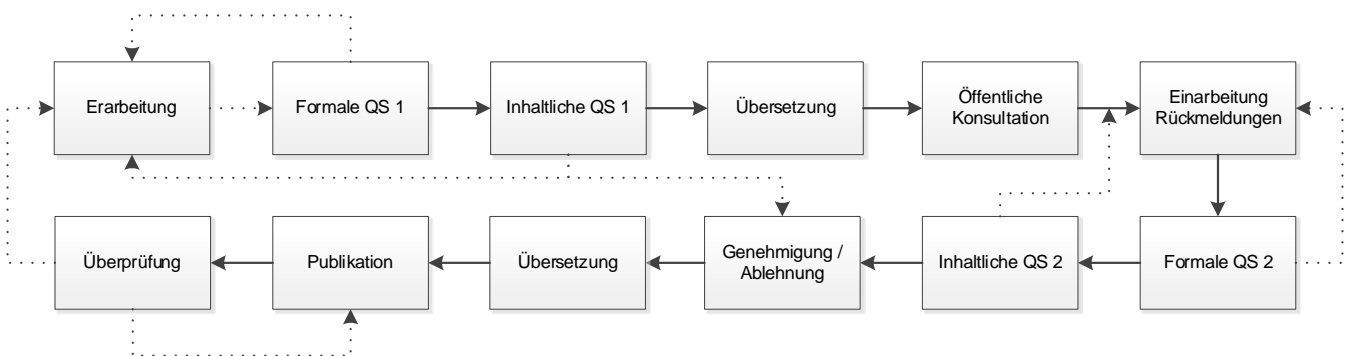 Erarbeitung
Formale QS 1
Inhaltliche QS 1
Übersetzung
Öffentliche
Konsultation
Einarbeitung
Rückmeldungen
Überprüfung
Publikation
Übersetzung
Genehmigung /
Ablehnung
Inhaltliche QS 2
Formale QS 2